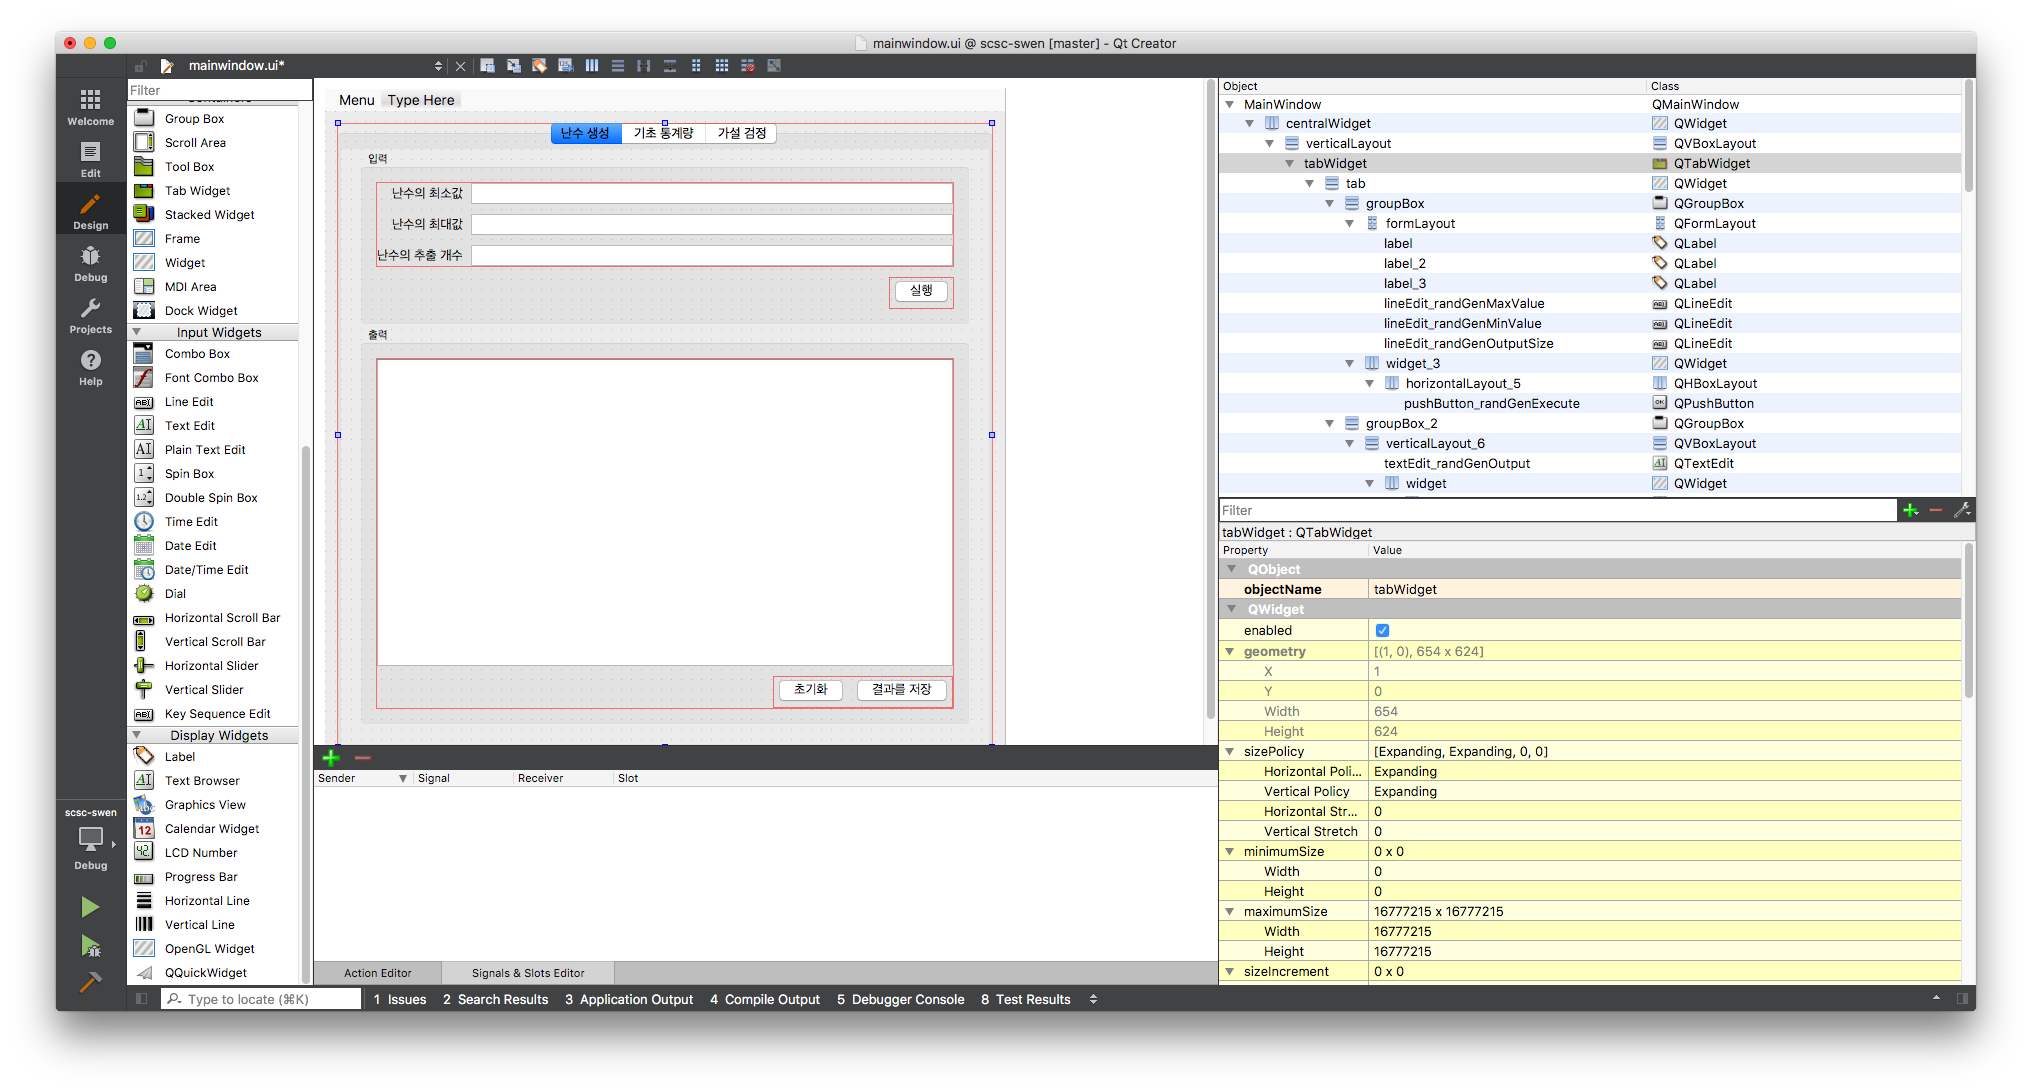 mainwindow.ui @ scsc-swen [master] - Qt Creator
mainwindow.ui*
Welcome
Edit
Design
Debug
Projects
Help
scsc-swen
Debug
Filter
Containers
Group Box
Scroll Area
Tool Box
Tab Widget
Stacked Widget
Frame
Widget
MDI Area
Dock Widget
Input Widgets
Combo Box
Font Combo Box
Line Edit
Text Edit
Plain Text Edit
Spin Box
Double Spin Box
Time Edit
Date Edit
Date/Time Edit
Dial
Horizontal Scroll Bar
Vertical Scroll Bar
Horizontal Slider
Vertical Slider
Key Sequence Edit
Display Widgets
Label
Text Browser
Graphics View
Calendar Widget
LCD Number
Progress Bar
Horizontal Line
Vertical Line
OpenGL Widget
QQuickWidget
Menu Type Here
난수 생성 기초 통계량 가설 검정
입력
난수의 최소값
난수의 최대값
난수의 추출 개수
실행
출력
초기화 결과를 저장
Sender Signal Receiver Slot
Action Editor Signals & Slots Editor
Object Class
MainWindow QMainWindow
centralWidget QWidget
verticalLayout QVBoxLayout
tabWidget QTabWidget
tab QWidget
groupBox QGroupBox
formLayout QFormLayout
label QLabel
label_2 QLabel
label_3 QLabel
lineEdit_randGenMaxValue QLineEdit
lineEdit_randGenMinValue QLineEdit
lineEdit_randGenOutputSize QLineEdit
widget_3 QWidget
horizontalLayout_5 QHBoxLayout
pushButton_randGenExecute QPushButton
groupBox_2 QGroupBox
verticalLayout_6 QVBoxLayout
textEdit_randGenOutput QTextEdit
widget QWidget
Filter
tabWidget : QTabWidget
Property Value
QObject
objectName tabWidget
QWidget
enabled
geometry [(1, 0), 654 x 624]
X 1
Y 0
Width 654
Height 624
sizePolicy [Expanding, Expanding, 0, 0]
Horizontal Poli... Expanding
Vertical Policy Expanding
Horizontal Str... 0
Vertical Stretch 0
minimumSize 0 x 0
Width 0
Height 0
maximumSize 16777215 x 16777215
Width 16777215
Height 16777215
sizeIncrement 0 x 0
Type to locate (⌘K) 1 Issues 2 Search Results 3 Application Output 4 Compile Output 5 Debugger Console 8 Test Results